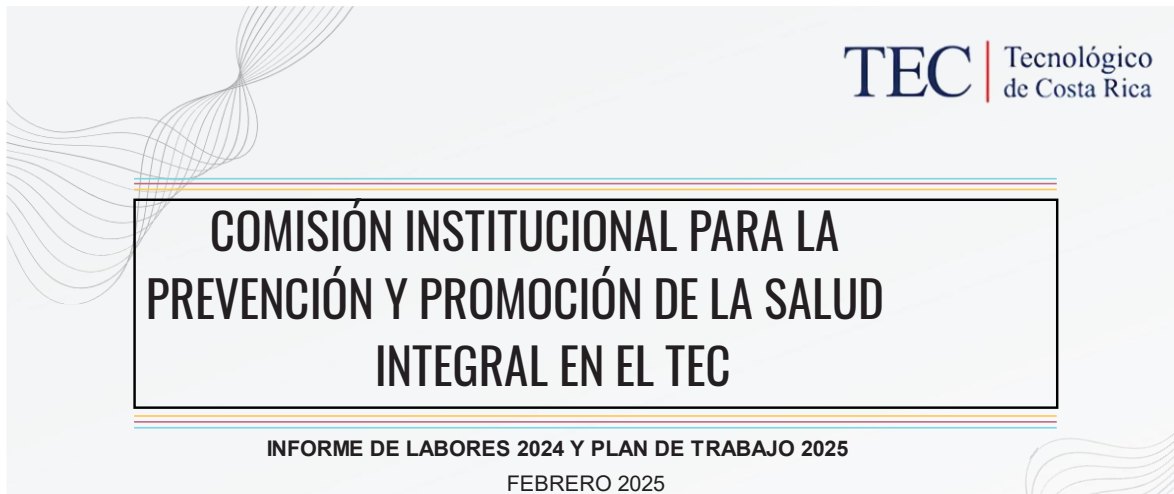 TEC
Tecnológico
de Costa Rica
COMISIÓN INSTITUCIONAL PARA LA
PREVENCIÓN Y PROMOCIÓN DE LA SALUD
INTEGRAL EN EL TEC
INFORME DE LABORES 2024 Y PLAN DE TRABAJO 2025
FEBRERO 2025